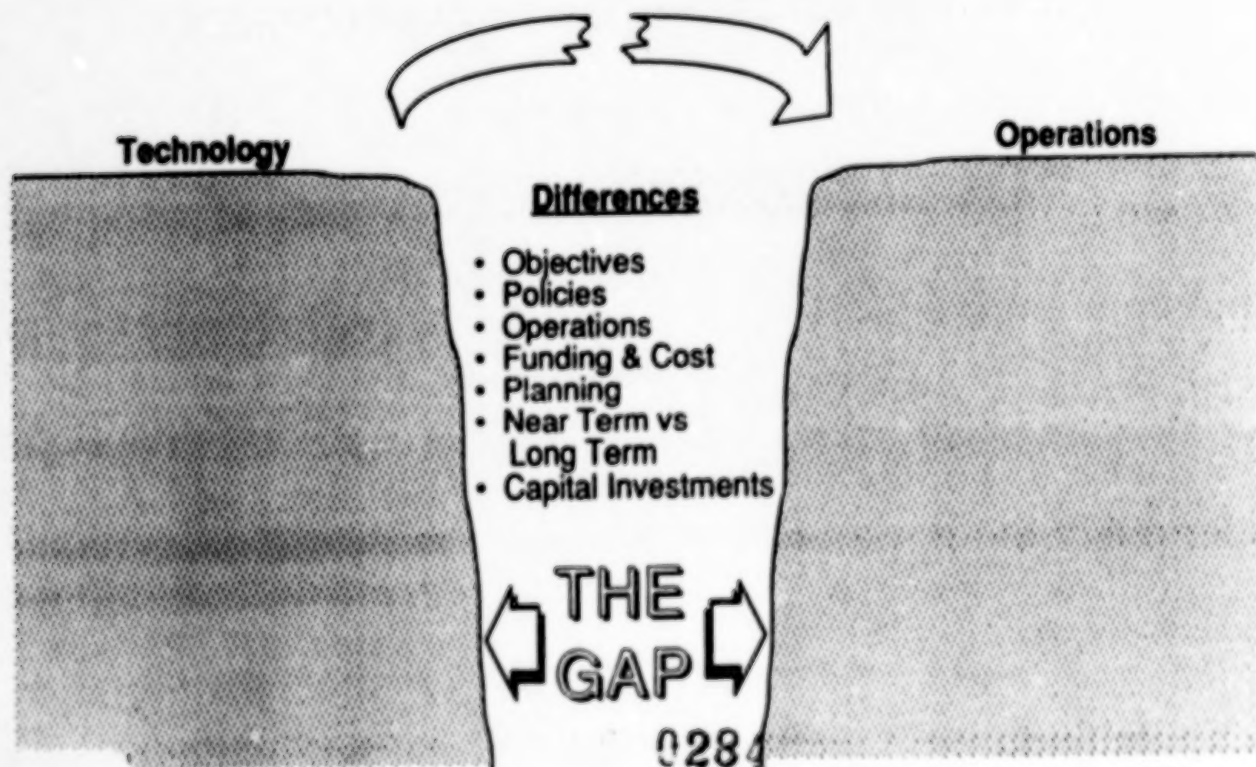 Technology
Operations
Differences
• Objectives
• Policies
• Operations
• Funding & Cost
• Planning
• Near Term vs
Long Term
• Capital Investments
THE
GAP
0284